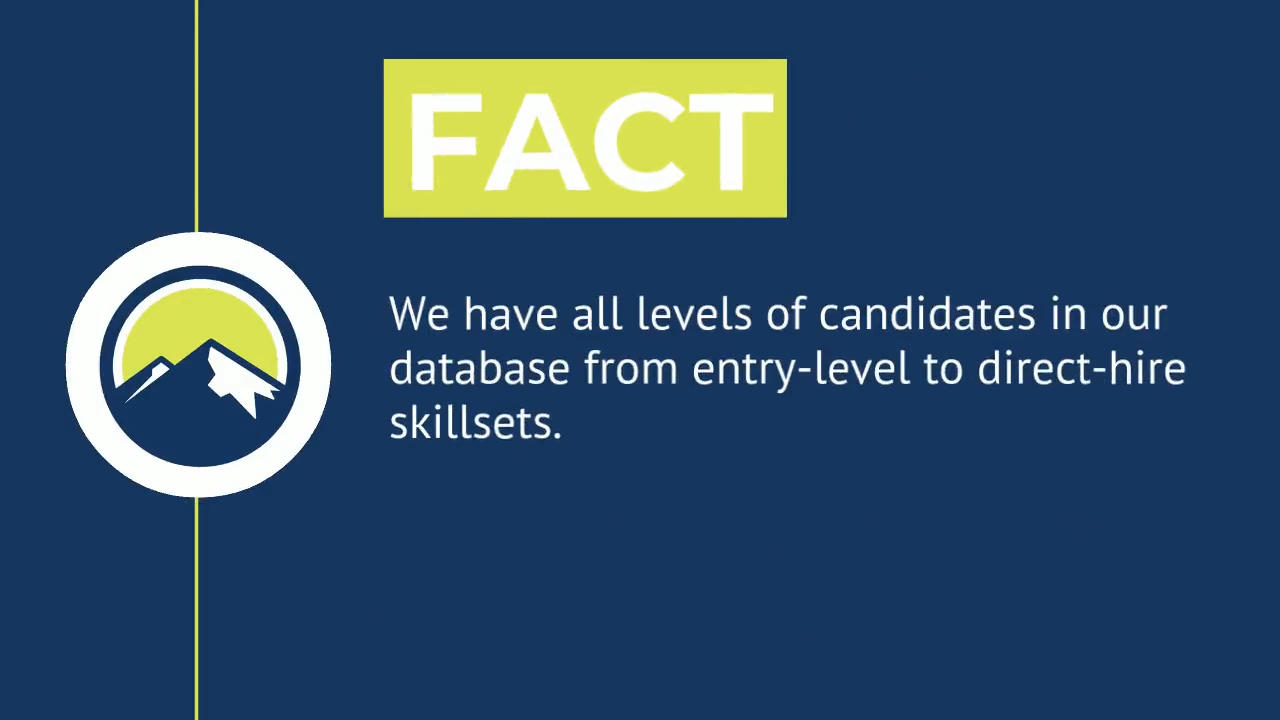 FACT
We have all levels of candidates in our
database from entry-level to direct-hire
skillsets.